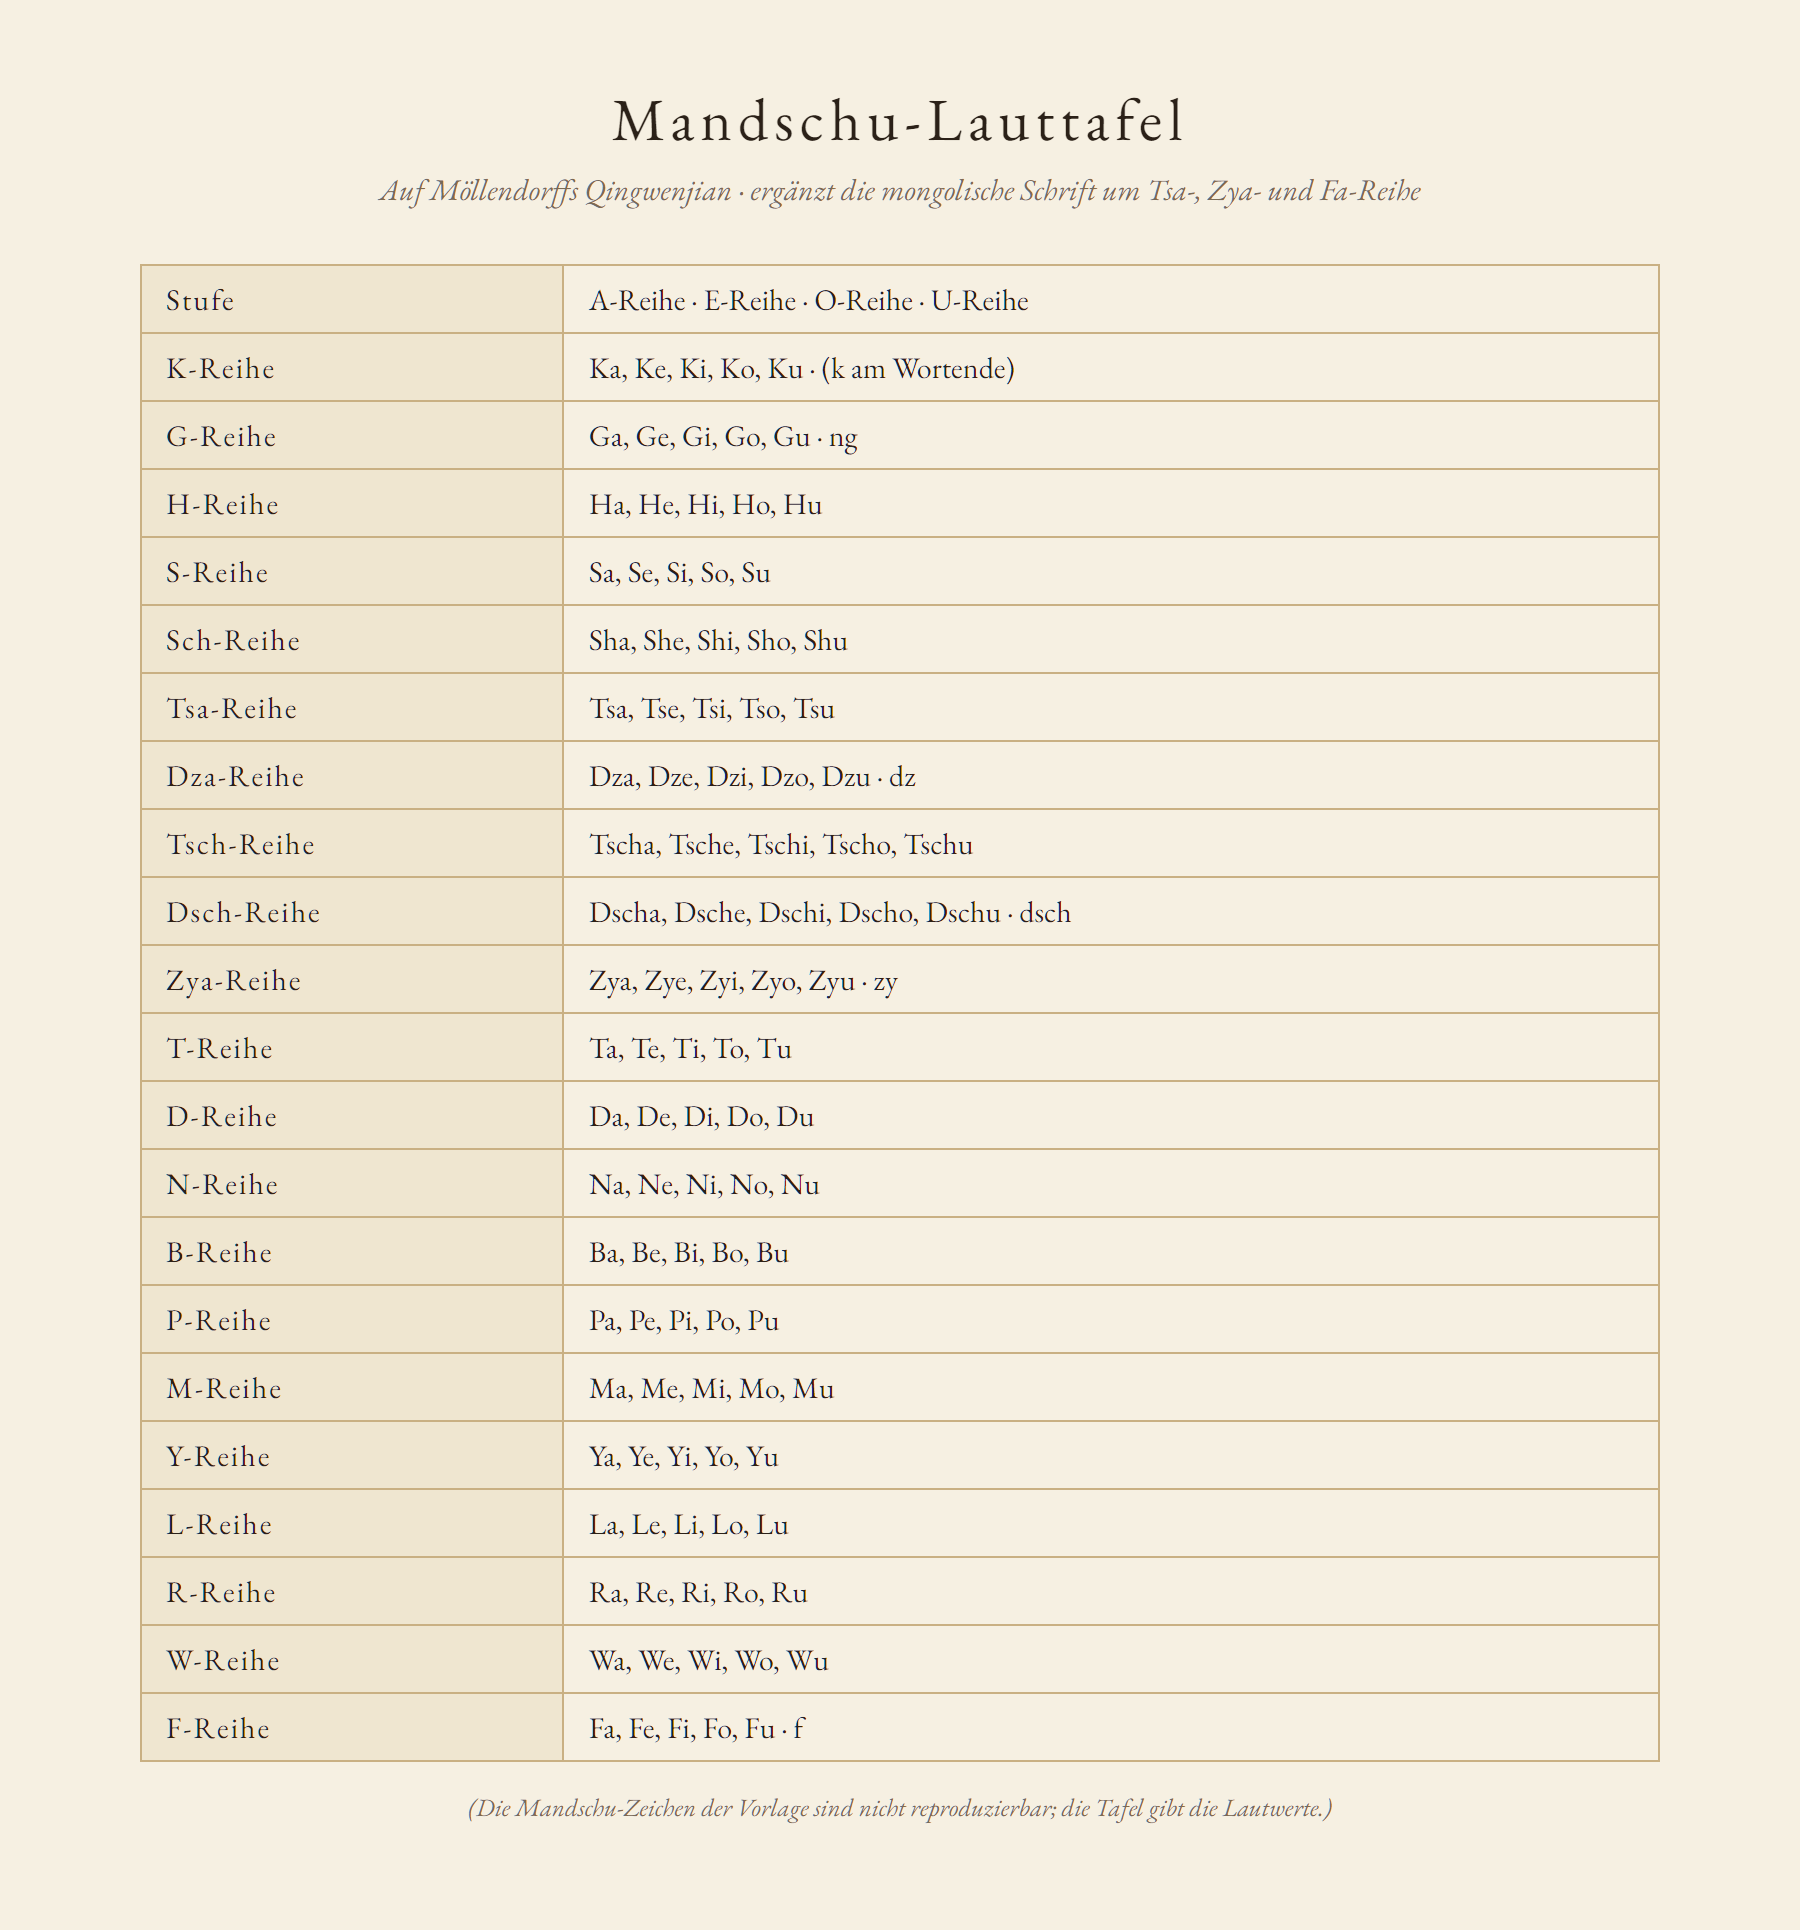 Mandschu-Lauttafel
Auf Möllendorffs Qingwenjian · ergänzt die mongolische Schrift um Tsa-, Zya- und Fa-Reihe
Stufe A-Reihe · E-Reihe · O-Reihe · U-Reihe
K-Reihe Ka, Ke, Ki, Ko, Ku · (k am Wortende)
G-Reihe Ga, Ge, Gi, Go, Gu · ng
H-Reihe Ha, He, Hi, Ho, Hu
S-Reihe Sa, Se, Si, So, Su
Sch-Reihe Sha, She, Shi, Sho, Shu
Tsa-Reihe Tsa, Tse, Tsi, Tso, Tsu
Dza-Reihe Dza, Dze, Dzi, Dzo, Dzu · dz
Tsch-Reihe Tscha, Tsche, Tschi, Tscho, Tschu
Dsch-Reihe Dscha, Dsche, Dschi, Dscho, Dschu · dsch
Zya-Reihe Zya, Zye, Zyi, Zyo, Zyu · zy
T-Reihe Ta, Te, Ti, To, Tu
D-Reihe Da, De, Di, Do, Du
N-Reihe Na, Ne, Ni, No, Nu
B-Reihe Ba, Be, Bi, Bo, Bu
P-Reihe Pa, Pe, Pi, Po, Pu
M-Reihe Ma, Me, Mi, Mo, Mu
Y-Reihe Ya, Ye, Yi, Yo, Yu
L-Reihe La, Le, Li, Lo, Lu
R-Reihe Ra, Re, Ri, Ro, Ru
W-Reihe Wa, We, Wi, Wo, Wu
F-Reihe Fa, Fe, Fi, Fo, Fu · f
(Die Mandschu-Zeichen der Vorlage sind nicht reproduzierbar; die Tafel gibt die Lautwerte.)